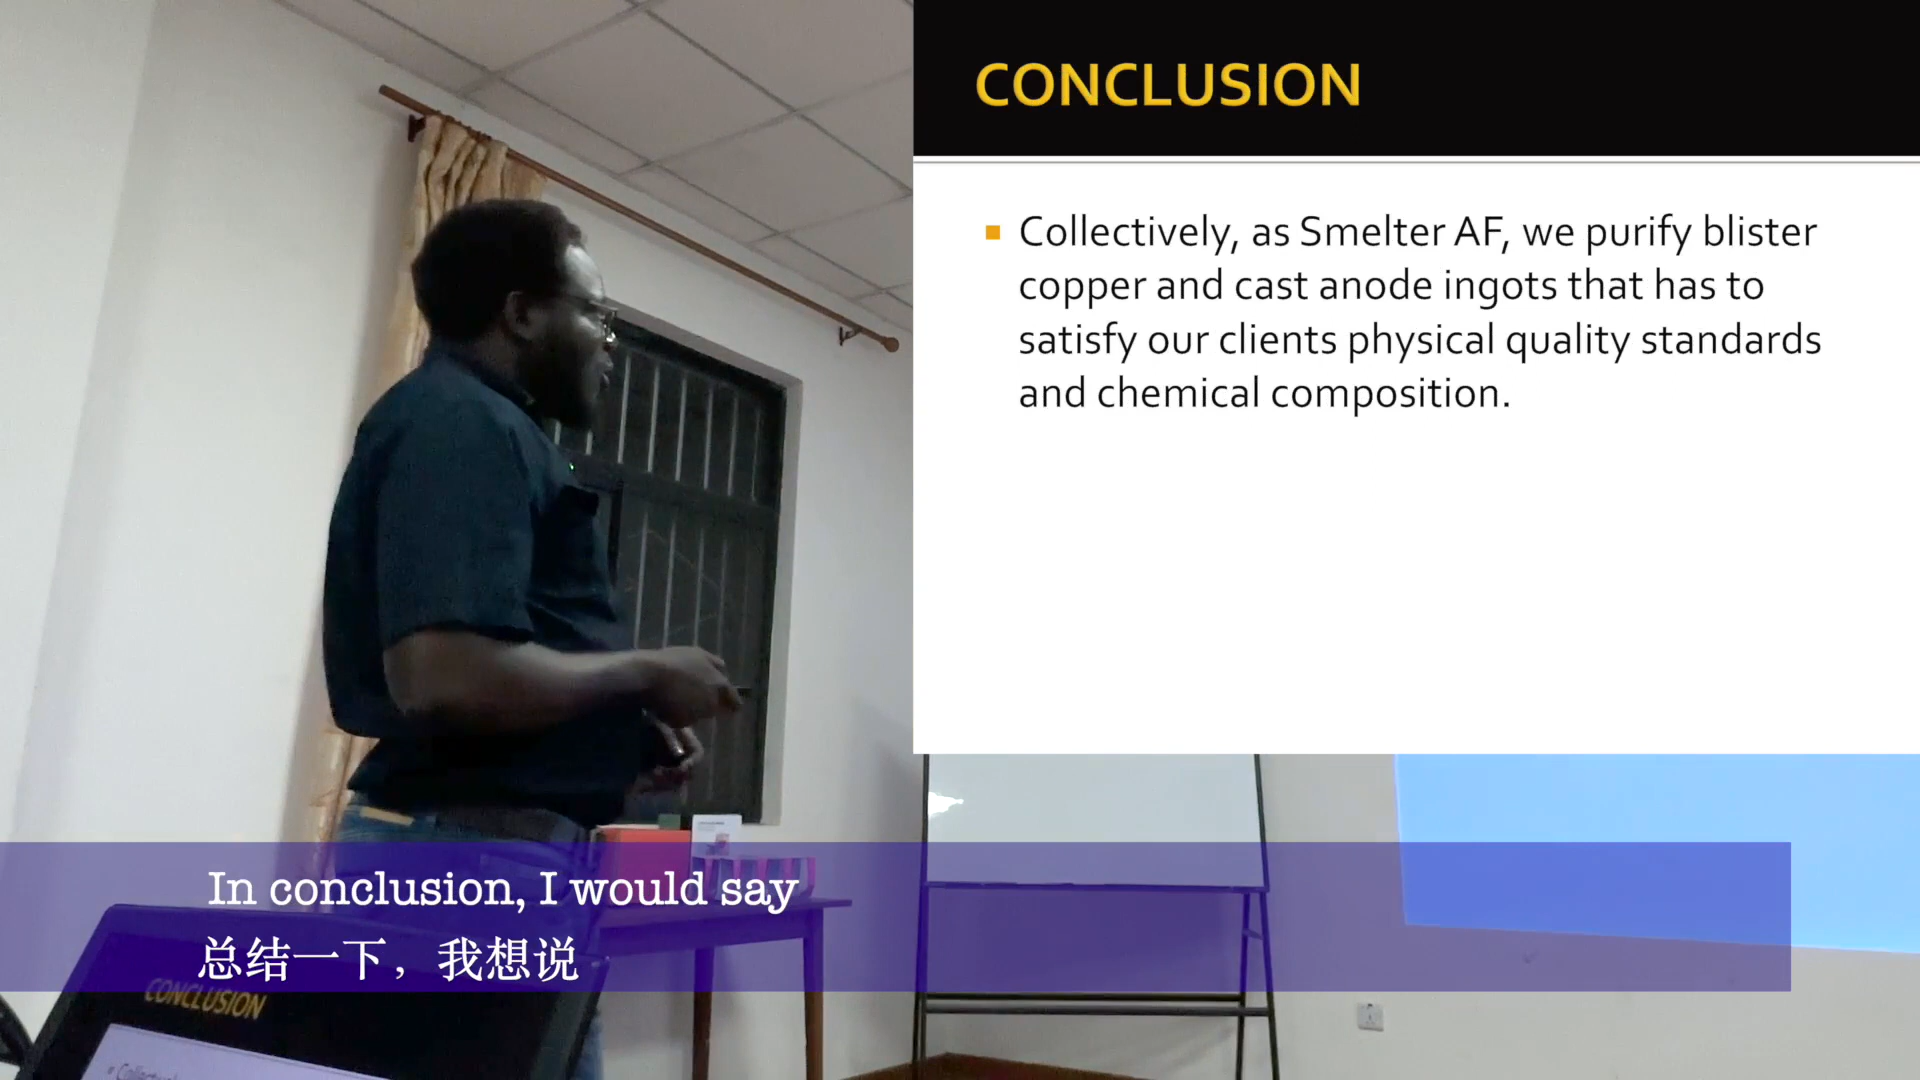 CONCLUSION
Collectively, as Smelter AF, we purify blister
copper and cast anode ingots that has to
satisfy our clients physical quality standards
and chemical composition.
In conclusion, I would say
总结一下，我想说
CONCLUSION